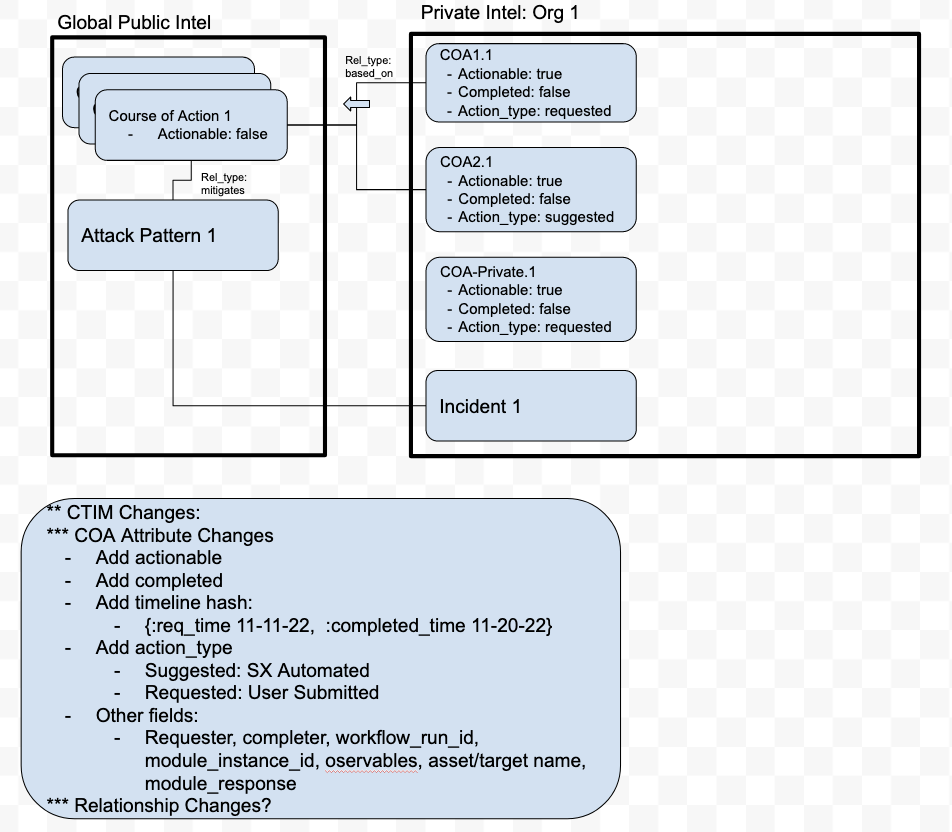 Global Public Intel
Private Intel: Org 1
Course of Action 1
- Actionable: false
Rel_type:
mitigates
Attack Pattern 1
Rel_type:
based_on
COA1.1
- Actionable: true
- Completed: false
- Action_type: requested
COA2.1
- Actionable: true
- Completed: false
- Action_type: suggested
COA-Private.1
- Actionable: true
- Completed: false
- Action_type: requested
Incident 1
** CTIM Changes:
*** COA Attribute Changes
- Add actionable
- Add completed
- Add timeline hash:
- {:req_time 11-11-22, :completed_time 11-20-22}
- Add action_type
- Suggested: SX Automated
- Requested: User Submitted
- Other fields:
- Requester, completer, workflow_run_id,
module_instance_id, oservables, asset/target name,
module_response
*** Relationship Changes?